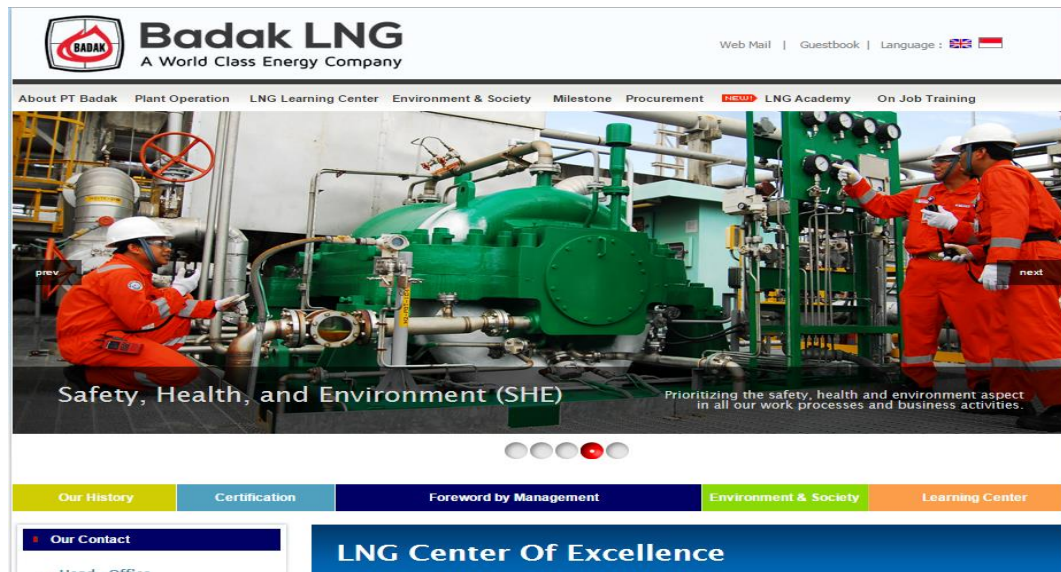 BADAK
Badak LNG
A World Class Energy Company
Web Mail | Guestbook | Language :
About PT Badak Plant Operation LNG Learning Center Environment & Society Milestone Procurement NEW! LNG Academy On Job Training
prev
next
Safety, Health, and Environment (SHE)
Prioritizing the safety, health and environment aspect
in all our work processes and business activities.
Our History Certification Foreword by Management Environment & Society Learning Center
Our Contact
LNG Center Of Excellence